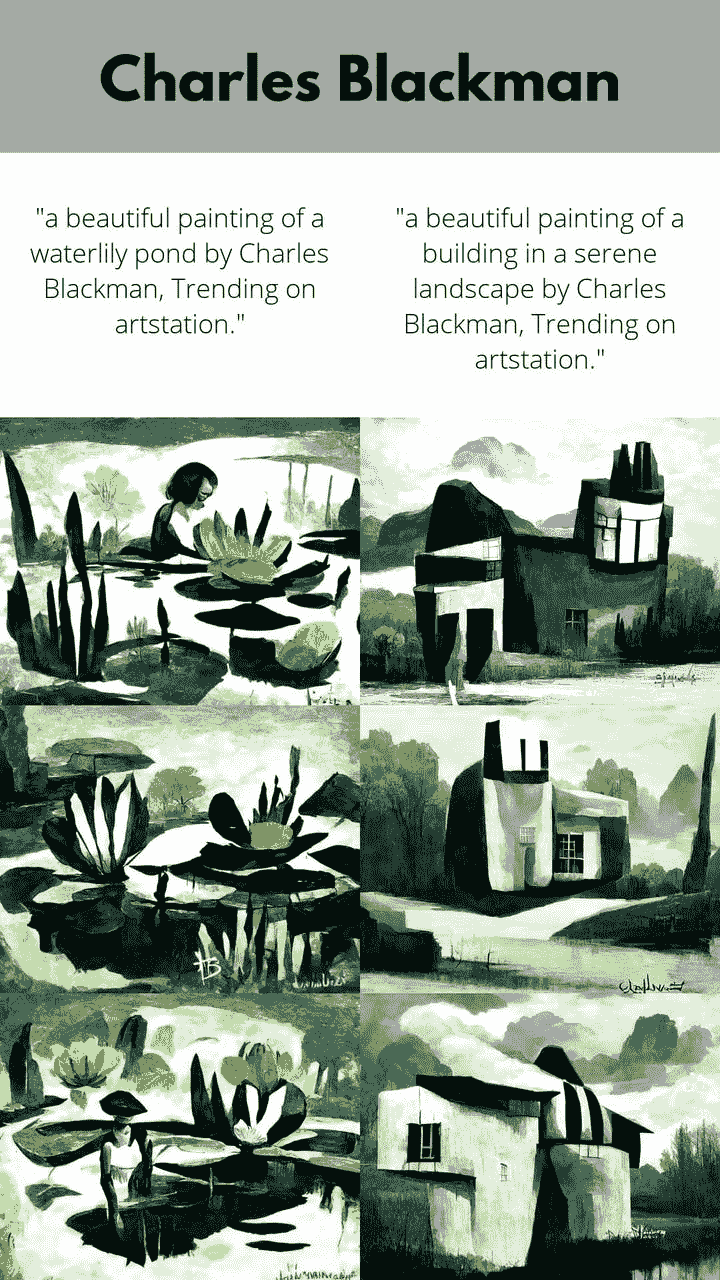 Charles Blackman
"a beautiful painting of a
waterlily pond by Charles
Blackman, Trending on
artstation."
"a beautiful painting of a
building in a serene
landscape by Charles
Blackman, Trending on
artstation."